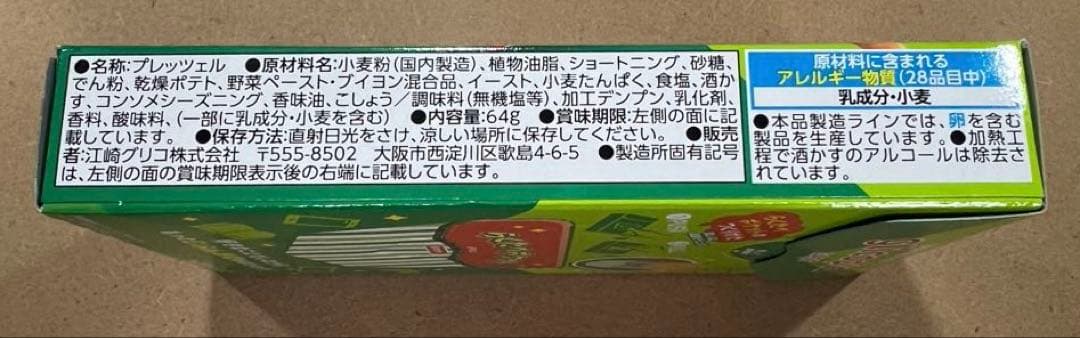 ●名称:プレッツェル ●原材料名:小麦粉(国内製造)、植物油脂、ショートニング、砂糖、
でん粉、乾燥ポテト、野菜ペースト・ブイヨン混合品、イースト、小麦たんぱく、食塩、酒か
す、コンソメシーズニング、香味油、こしょう/調味料(無機塩等)、加工デンプン、乳化剤、
香料、酸味料、(一部に乳成分・小麦を含む) ●内容量:64g ●賞味期限:左側の面に記
載しています。 ●保存方法:直射日光をさけ、涼しい場所に保存してください。 ●販売
者:江崎グリコ株式会社 〒555-8502 大阪市西淀川区歌島4-6-5 ●製造所固有記号
は、左側の面の賞味期限表示後の右端に記載しています。
原材料に含まれる
アレルギー物質(28品目中)
乳成分・小麦
●本品製造ラインでは、卵を含む
製品を生産しています。●加熱工
程で酒かすのアルコールは除去さ
れています。